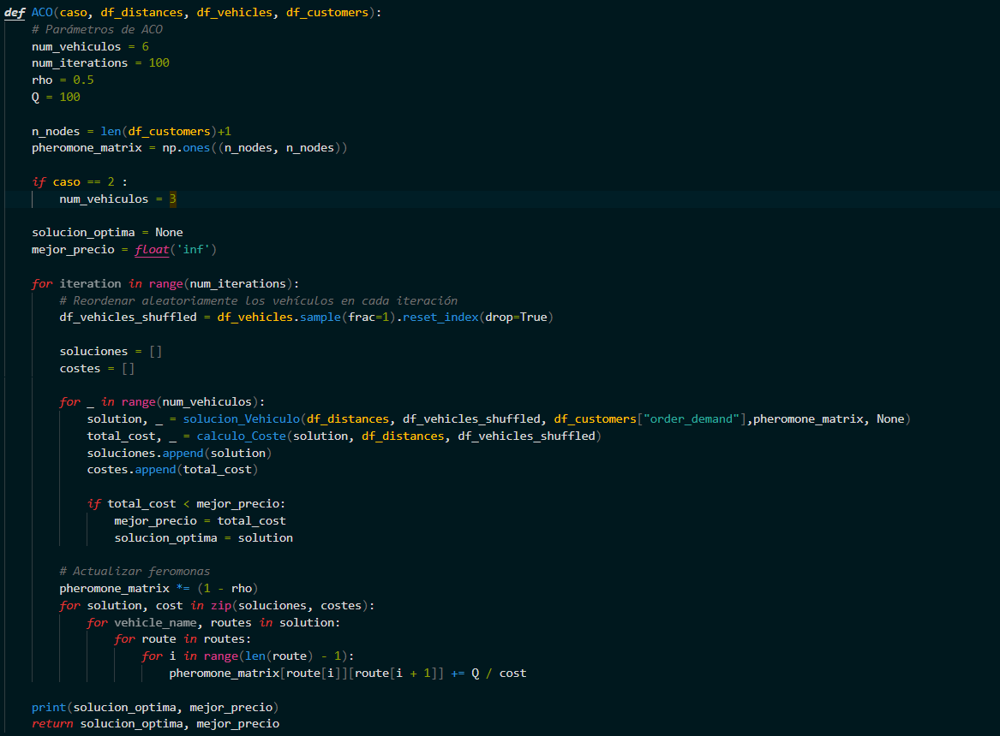 def ACO(caso, df_distances, df_vehicles, df_customers):
    # Parámetros de ACO
    num_vehiculos = 6
    num_iterations = 100
    rho = 0.5
    Q = 100

    n_nodes = len(df_customers)+1
    pheromone_matrix = np.ones((n_nodes, n_nodes))

    if caso == 2 :
        num_vehiculos = 3

    solucion_optima = None
    mejor_precio = float('inf')

    for iteration in range(num_iterations):
        # Reordenar aleatoriamente los vehículos en cada iteración
        df_vehicles_shuffled = df_vehicles.sample(frac=1).reset_index(drop=True)

        soluciones = []
        costes = []

        for _ in range(num_vehiculos):
            solution, _ = solucion_Vehiculo(df_distances, df_vehicles_shuffled, df_customers["order_demand"],pheromone_matrix, None)
            total_cost, _ = calculo_Coste(solution, df_distances, df_vehicles_shuffled)
            soluciones.append(solution)
            costes.append(total_cost)

            if total_cost < mejor_precio:
                mejor_precio = total_cost
                solucion_optima = solution

        # Actualizar feromonas
        pheromone_matrix *= (1 - rho)
        for solution, cost in zip(soluciones, costes):
            for vehicle_name, routes in solution:
                for route in routes:
                    for i in range(len(route) - 1):
                        pheromone_matrix[route[i]][route[i + 1]] += Q / cost

    print(solucion_optima, mejor_precio)
    return solucion_optima, mejor_precio